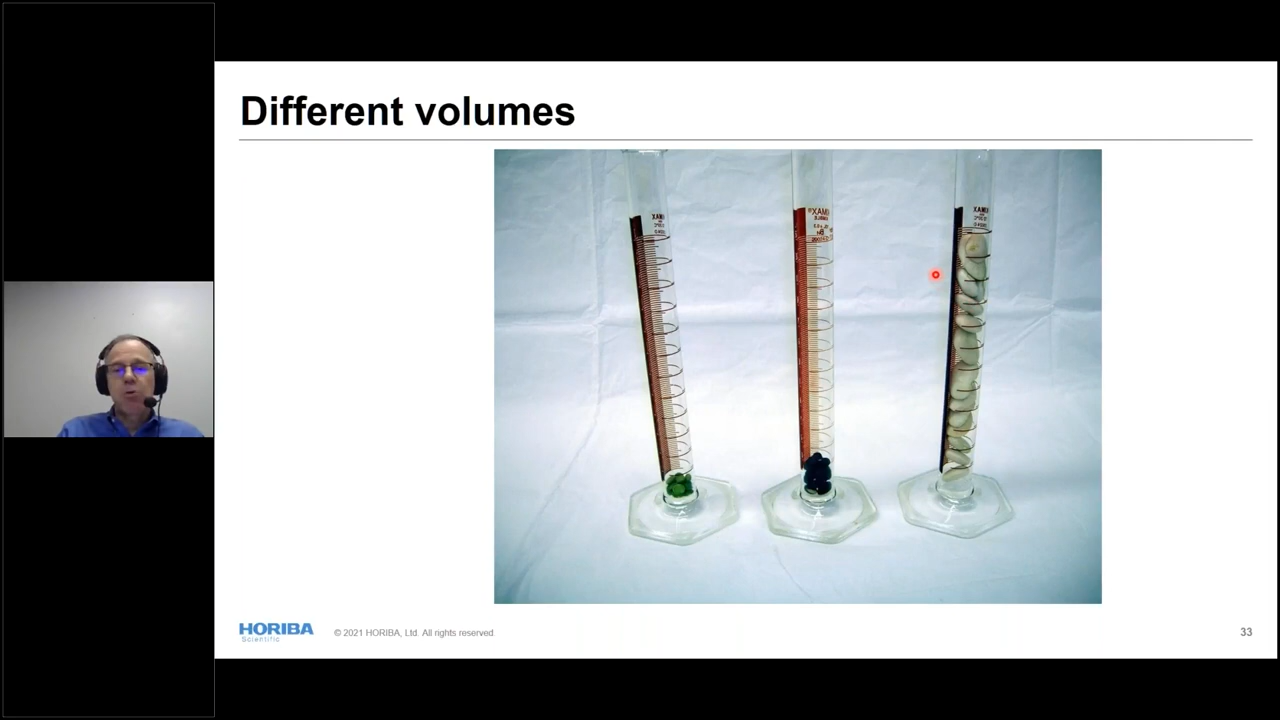 Different volumes
HORIBA
Scientific
© 2021 HORIBA, Ltd. All rights reserved.
33